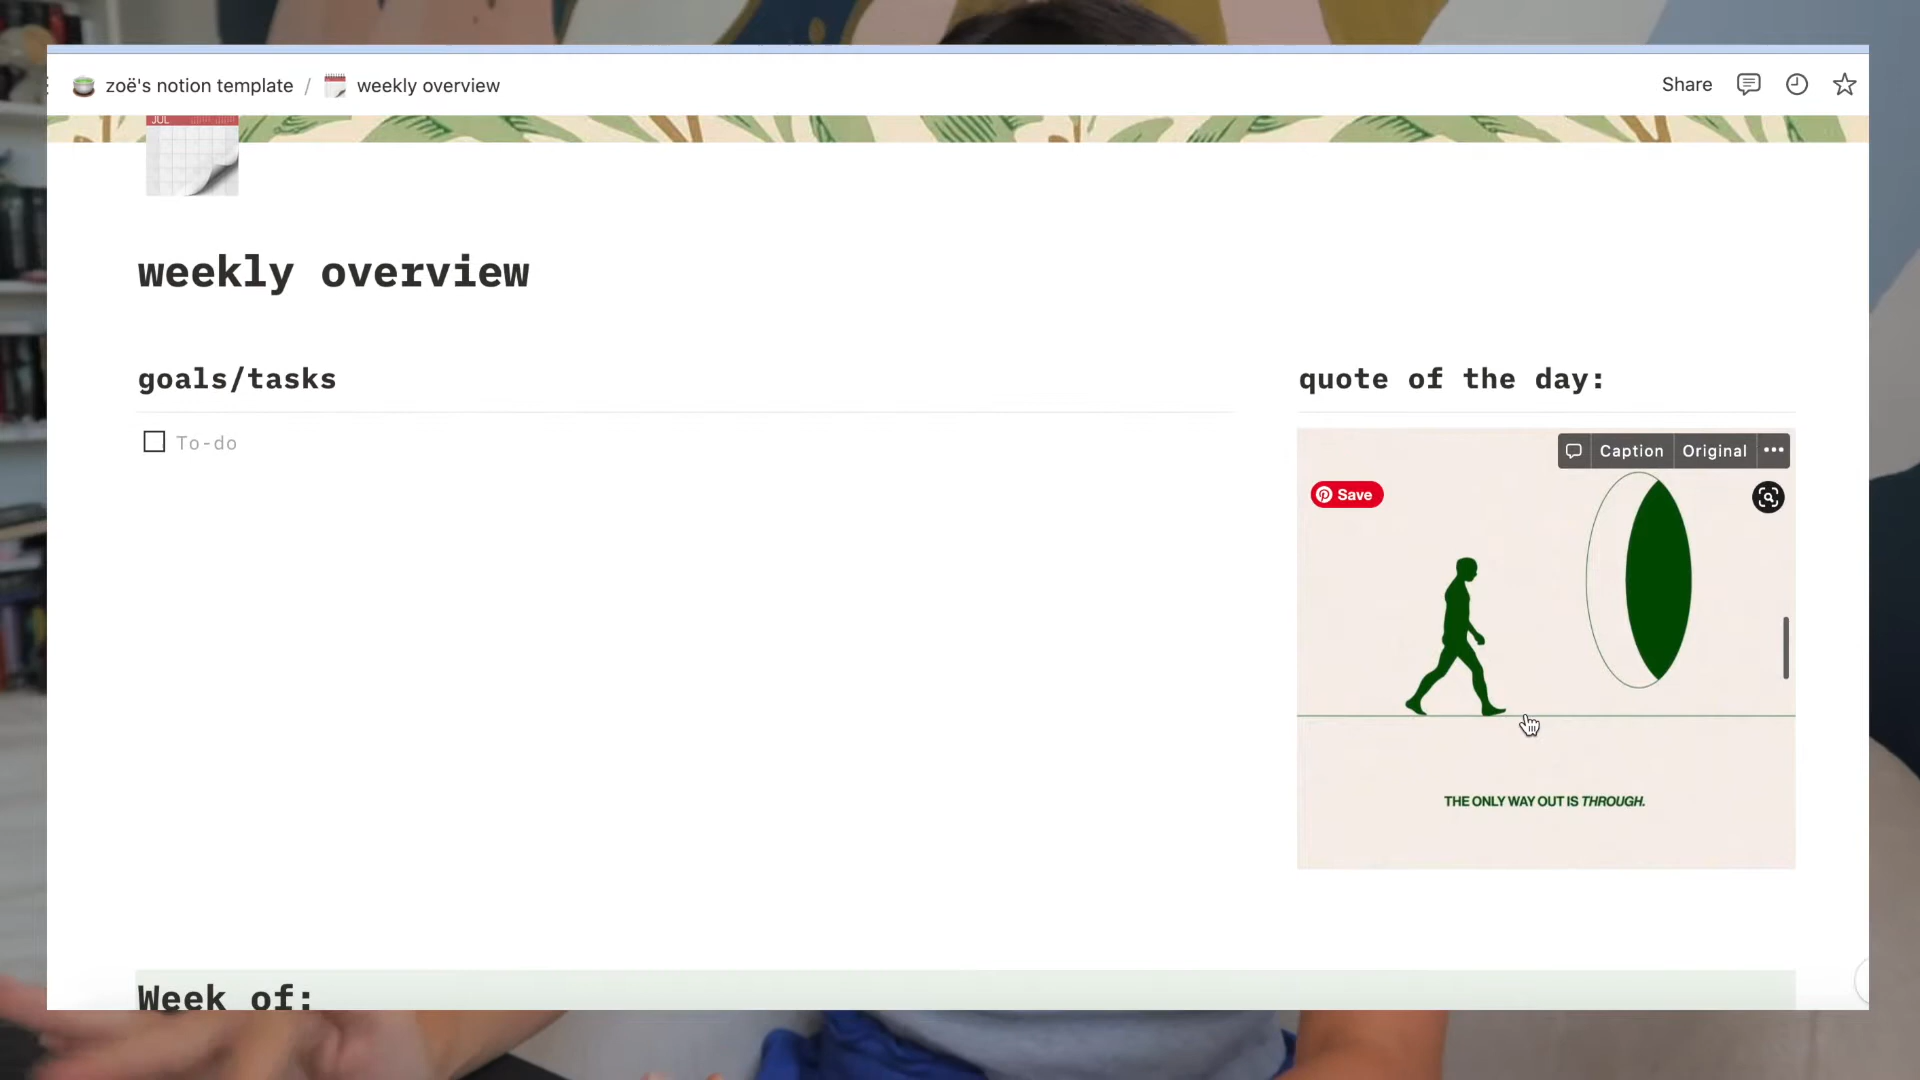 zoë's notion template / weekly overview
Share
JUL
weekly overview
goals/tasks
To-do
quote of the day:
Caption
Original
Save
THE ONLY WAY OUT IS THROUGH.
Week of: